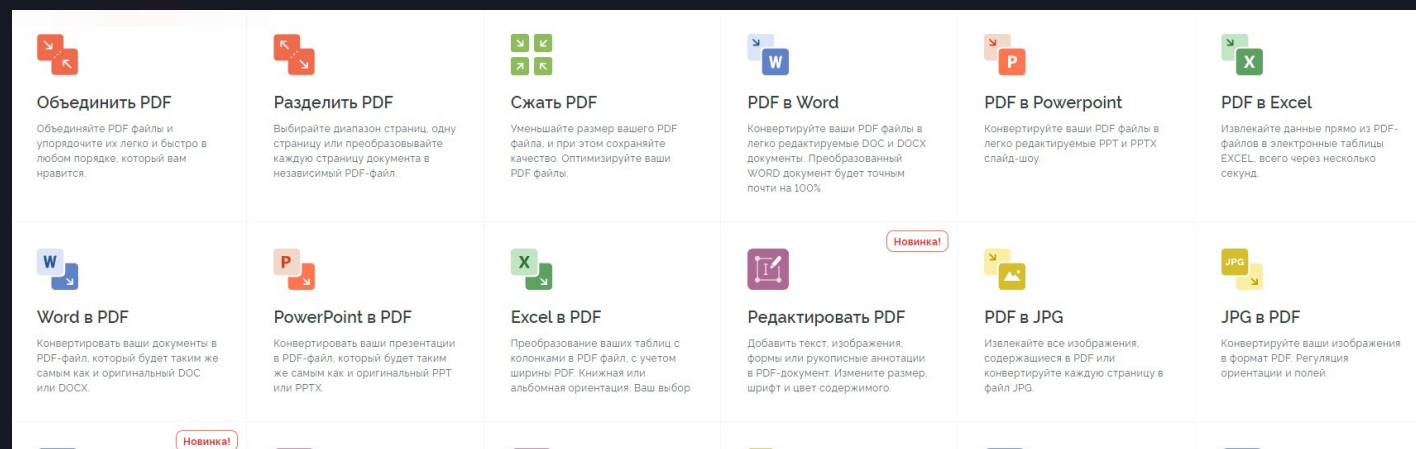 Объединить PDF
Объединяйте PDF файлы и
упорядочите их легко и быстро в
любом порядке, который вам
нравится.
Разделить PDF
Выбирайте диапазон страниц, одну
страницу или преобразовывайте
каждую страницу документа в
независимый PDF-файл.
Сжать PDF
Уменьшайте размер вашего PDF
файла, и при этом сохраняйте
качество. Оптимизируйте ваши
PDF файлы.
W
PDF в Word
Конвертируйте ваши PDF файлы в
легко редактируемые DOC и DOCX
документы. Преобразованный
WORD документ будет точным
почти на 100%.
P
PDF в Powerpoint
Конвертируйте ваши PDF файлы в
легко редактируемые PPT и PPTX
слайд-шоу.
X
PDF в Excel
Извлекайте данные прямо из PDF-
файлов в электронные таблицы
EXCEL, всего через несколько
секунд.
W
Word в PDF
Конвертировать ваши документы в
PDF-файл, который будет таким же
самым как и оригинальный DOC
или DOCX.
P
PowerPoint в PDF
Конвертировать ваши презентации
в PDF-файл, который будет таким
же самым как и оригинальный PPT
или PPTX.
X
Excel в PDF
Преобразование ваших таблиц с
колонками в PDF файл, с учетом
ширины PDF. Книжная или
альбомная ориентация. Ваш выбор.
Новинка!
Редактировать PDF
Добавить текст, изображения,
формы или рукописные аннотации
в PDF-документ. Измените размер,
шрифт и цвет содержимого.
PDF в JPG
Извлекайте все изображения,
содержащиеся в PDF или
конвертируйте каждую страницу в
файл JPG.
JPG
JPG в PDF
Конвертируйте ваши изображения
в формат PDF. Регуляция
ориентации и полей.
Новинка!